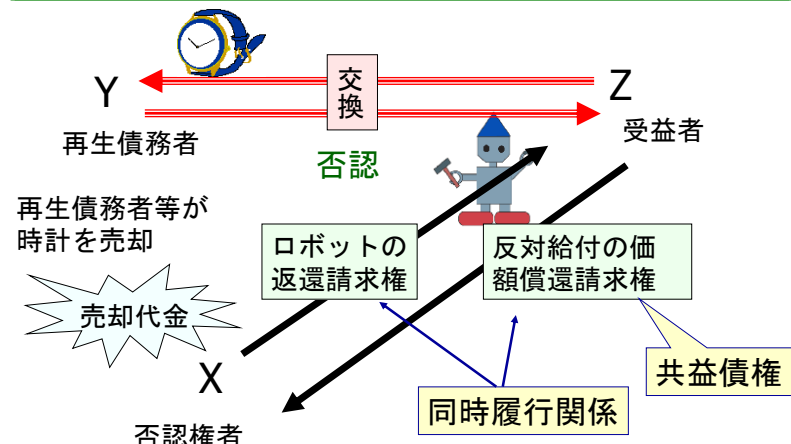 Y
交
換
Z
再生債務者
受益者
否認
再生債務者等が
時計を売却
ロボットの
返還請求権
反対給付の価
額償還請求権
売却代金
X
共益債権
同時履行関係
否認権者